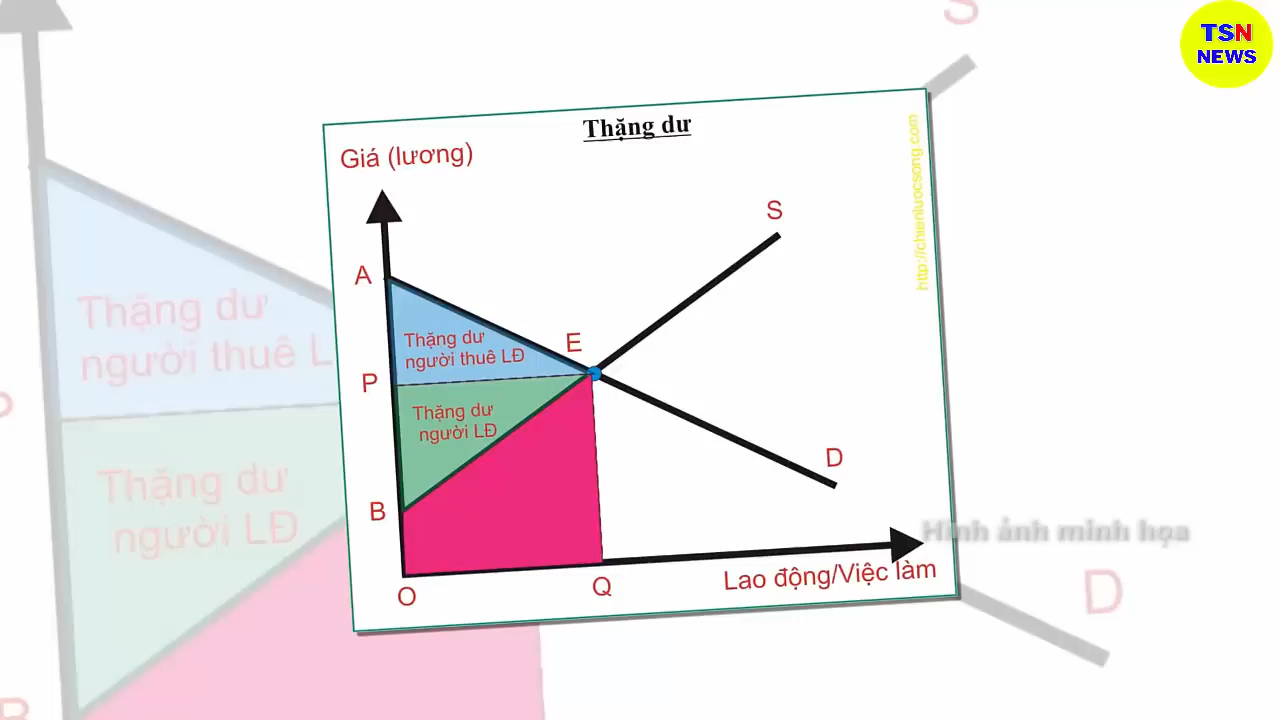 TSN
NEWS
S
Thặng dư
Giá (lương)
http://chienluocsong.com
S
A
Thặng dư
người thuê LĐ
E
P
Thặng dư
người LĐ
D
B
O
Q
Lao động/Việc làm
Hình ảnh minh họa
Thặng dư
người thuê L
Thặng dư
người LĐ
D